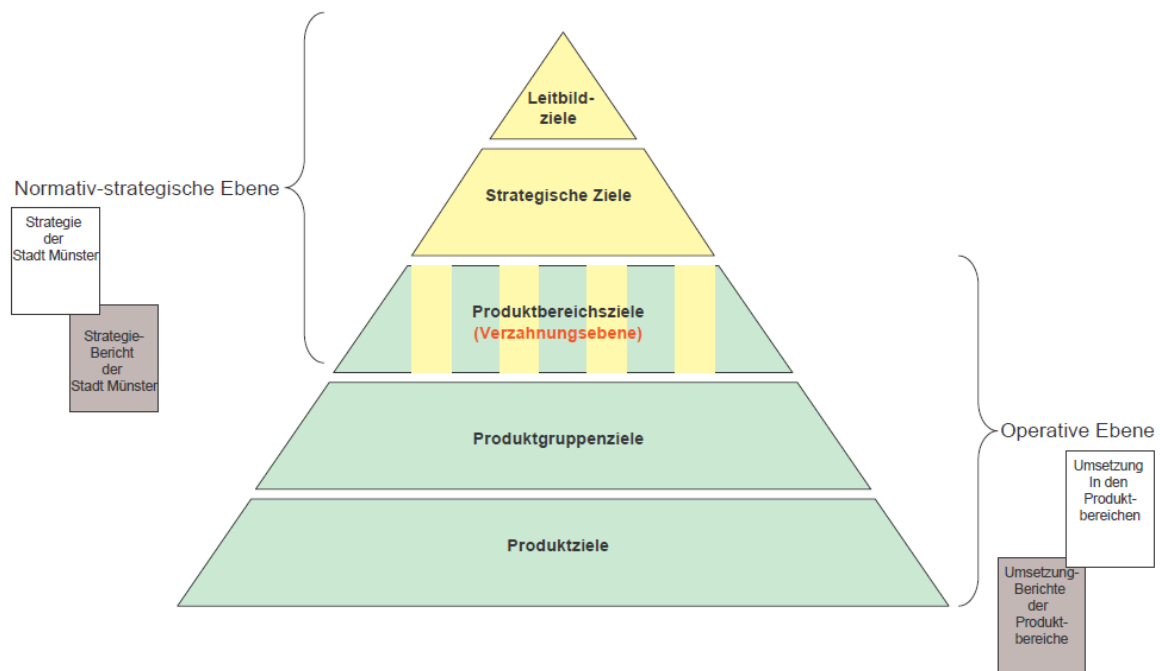 Leitbild-
ziele
Strategische Ziele
Normativ-strategische Ebene
Strategie
der
Stadt Münster
Strategie-
Bericht
der
Stadt Münster
Produktbereichsziele
(Verzahnungsebene)
Produktgruppenziele
Produktziele
Operative Ebene
Umsetzung
In den
Produkt-
bereichen
Umsetzung-
Berichte
der
Produkt-
bereiche